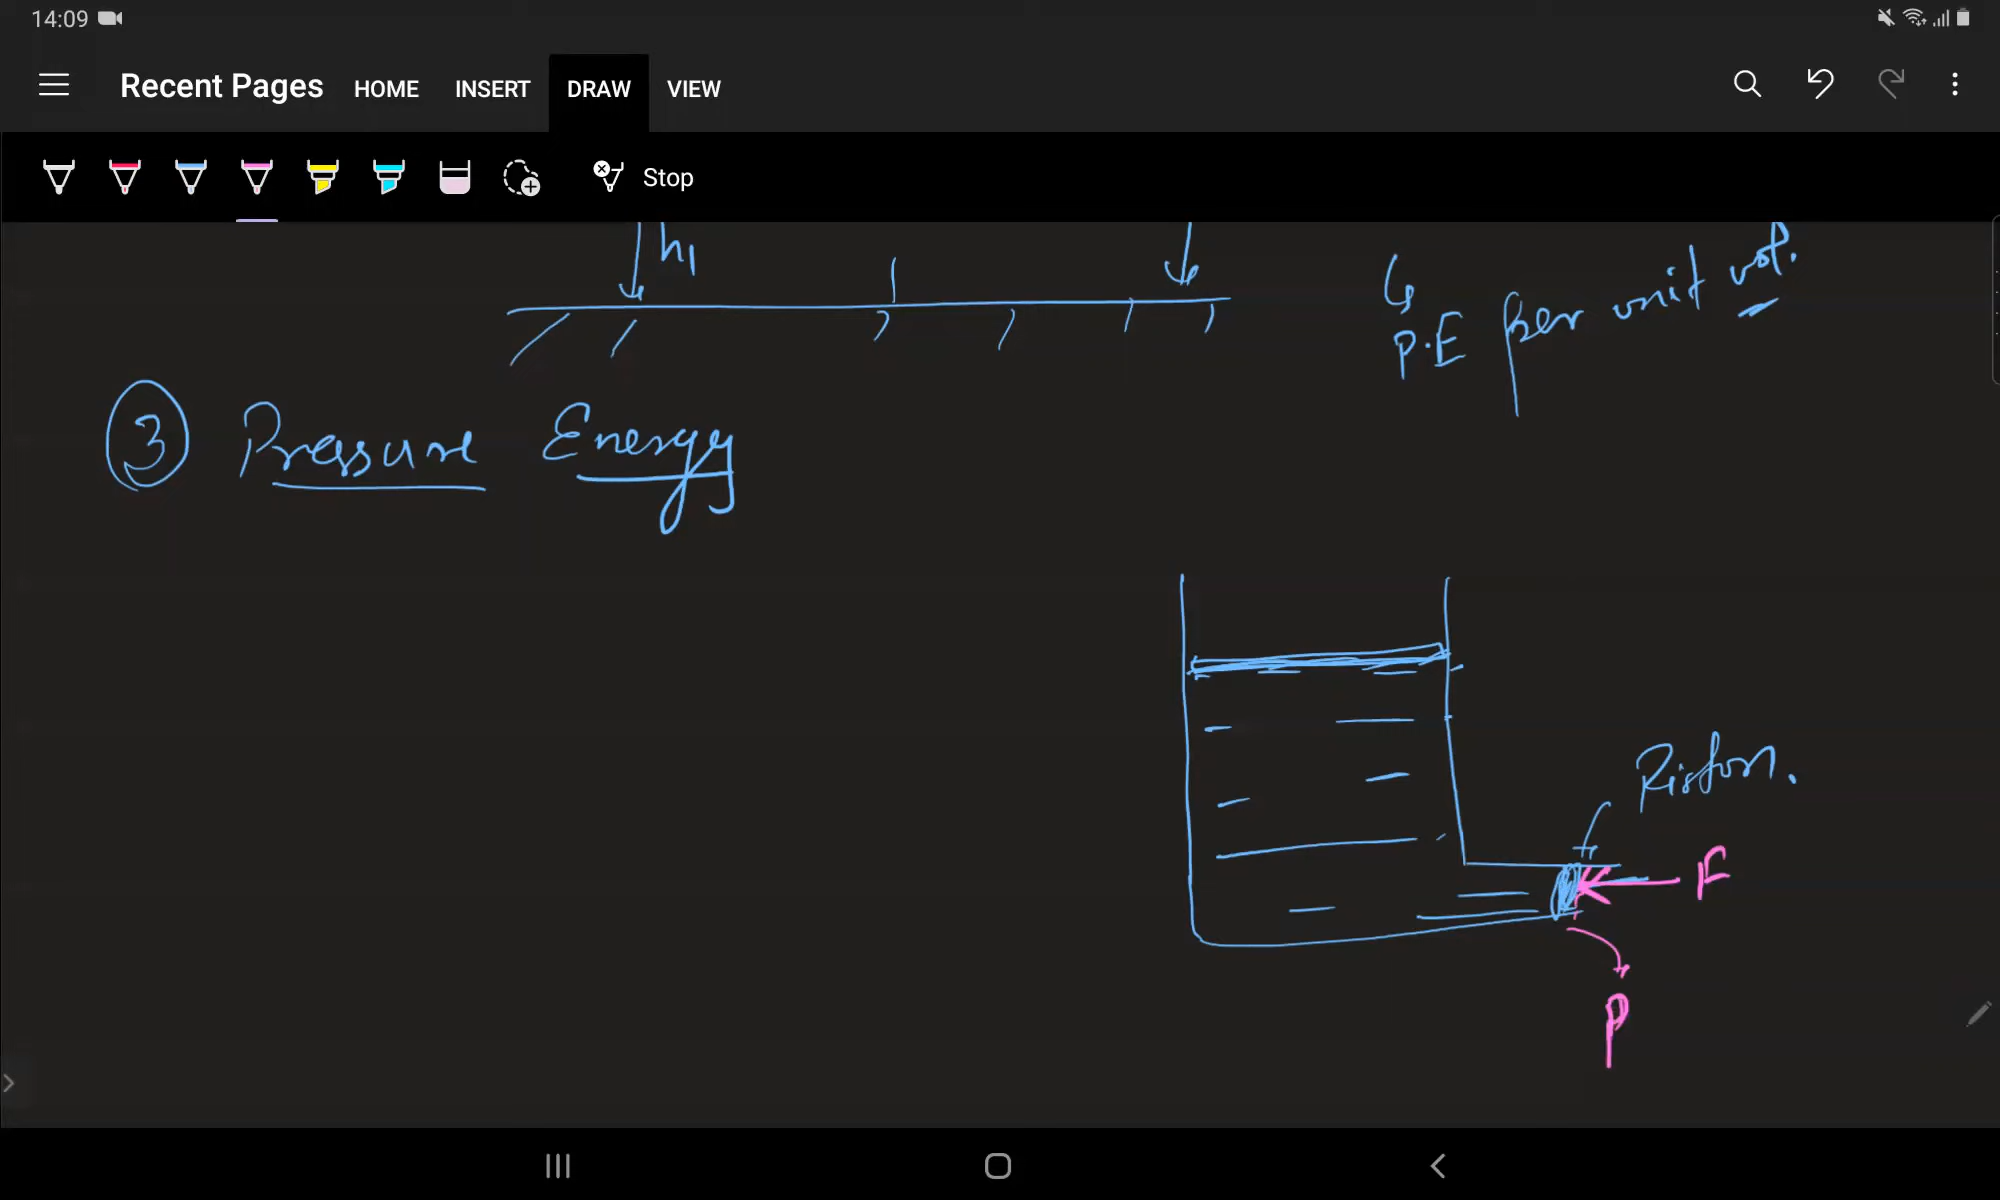 14:09
Recent Pages HOME INSERT DRAW VIEW
Stop
h1
P.E per unit vol.
3 Pressure Energy
Piston.
F
P